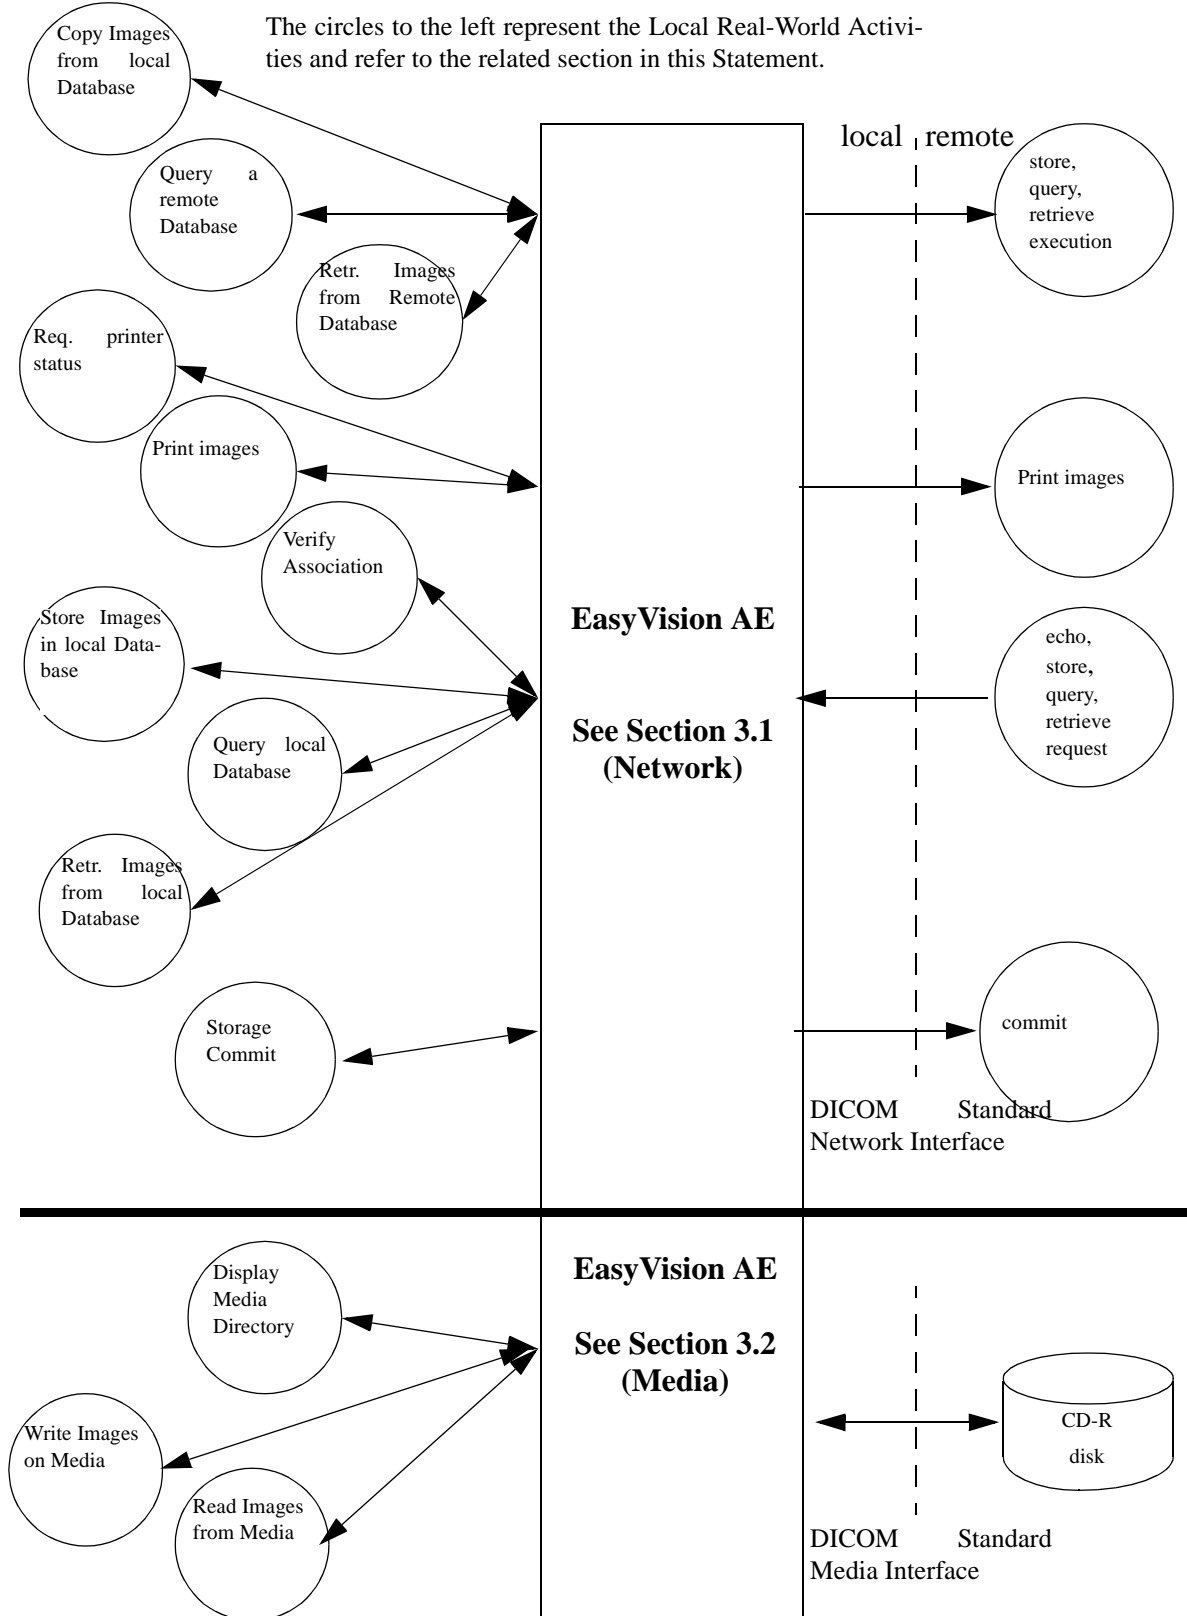 The circles to the left represent the Local Real-World Activi-
ties and refer to the related section in this Statement.
Copy Images
from local
Database
Query a
remote
Database
Retr. Images
from Remote
Database
Req. printer
status
Print images
Verify
Association
Store Images
in local Data-
base
Query local
Database
Retr. Images
from local
Database
Storage
Commit
EasyVision AE
See Section 3.1
(Network)
local remote
store,
query,
retrieve
execution
Print images
echo,
store,
query,
retrieve
request
commit
DICOM Standard
Network Interface
Display
Media
Directory
Write Images
on Media
Read Images
from Media
EasyVision AE
See Section 3.2
(Media)
CD-R
disk
DICOM Standard
Media Interface